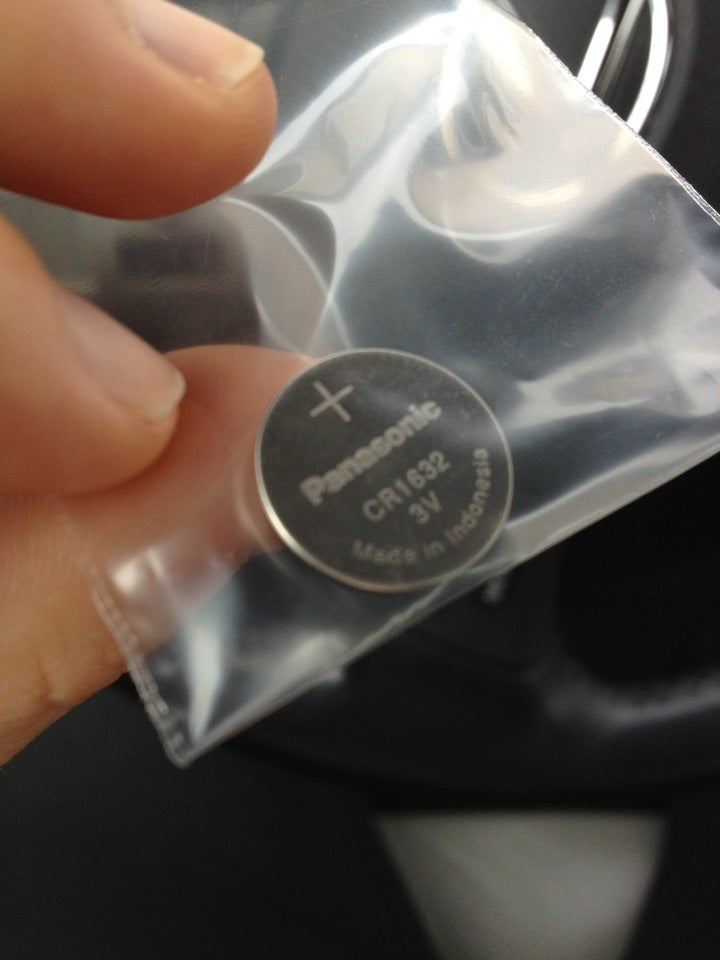 +
Panasonic
CR1632
3V
Made in Indonesia